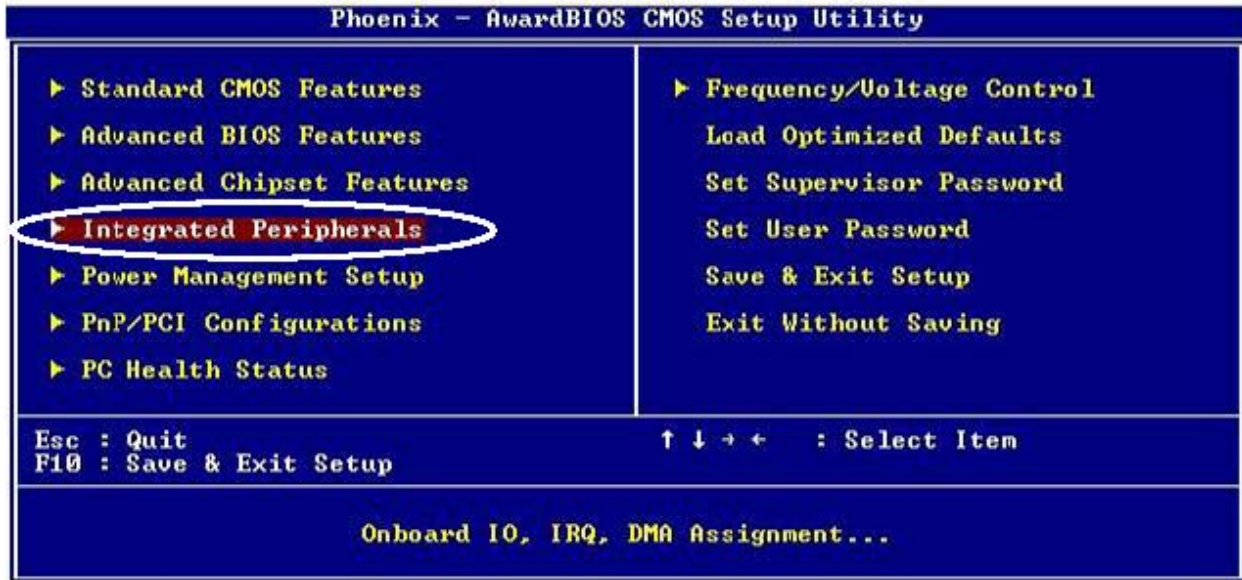 Phoenix - AwardBIOS CMOS Setup Utility
▶ Standard CMOS Features
▶ Advanced BIOS Features
▶ Advanced Chipset Features
▶ Integrated Peripherals
▶ Power Management Setup
▶ PnP/PCI Configurations
▶ PC Health Status
▶ Frequency/Voltage Control
Load Optimized Defaults
Set Supervisor Password
Set User Password
Save & Exit Setup
Exit Without Saving
Esc : Quit
F10 : Save & Exit Setup
↑ ↓ → ← : Select Item
Onboard IO, IRQ, DMA Assignment...